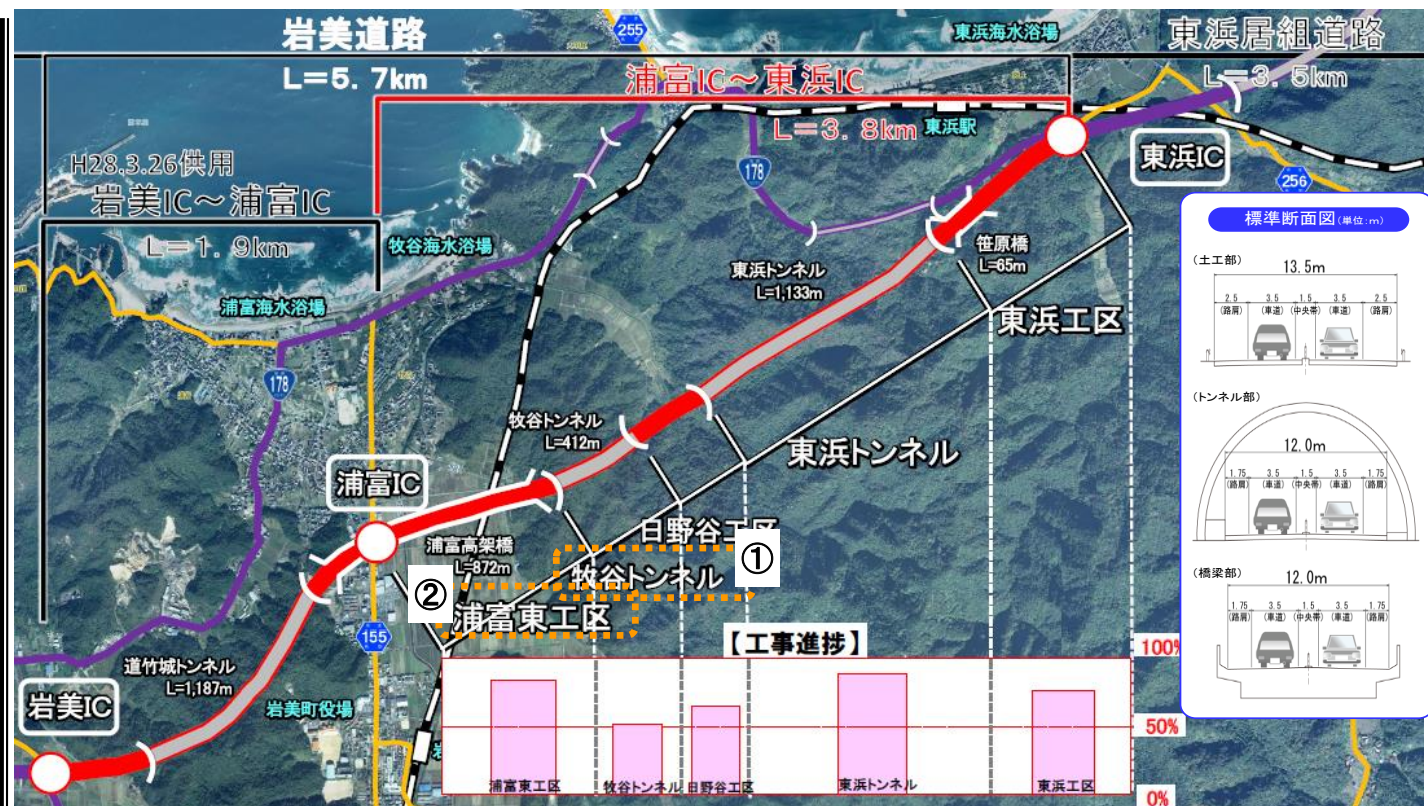 岩美道路
L=5.7km
255
東浜海水浴場
東浜居組道路
L=3.5km
浦富IC～東浜IC
L=3.8km
東浜駅
H28.3.26供用
岩美IC～浦富IC
L=1.9km
178
東浜IC
256
牧谷海水浴場
浦富海水浴場
178
笹原橋
L=65m
東浜トンネル
L=1,133m
東浜工区
牧谷トンネル
L=412m
東浜トンネル
浦富IC
日野谷工区
浦富高架橋
L=872m
①
牧谷トンネル
②
浦富東工区
155
道竹城トンネル
L=1,187m
岩美IC
岩美町役場
【工事進捗】
100%
50%
0%
浦富東工区
牧谷トンネル
日野谷工区
東浜トンネル
東浜工区
標準断面図(単位:m)
(土工部)
13.5m
2.5 3.5 1.5 3.5 2.5
(路肩) (車道) (中央帯) (車道) (路肩)
(トンネル部)
12.0m
1.75 3.5 1.5 3.5 1.75
(路肩) (車道) (中央帯) (車道) (路肩)
(橋梁部)
12.0m
1.75 3.5 1.5 3.5 1.75
(路肩) (車道) (中央帯) (車道) (路肩)